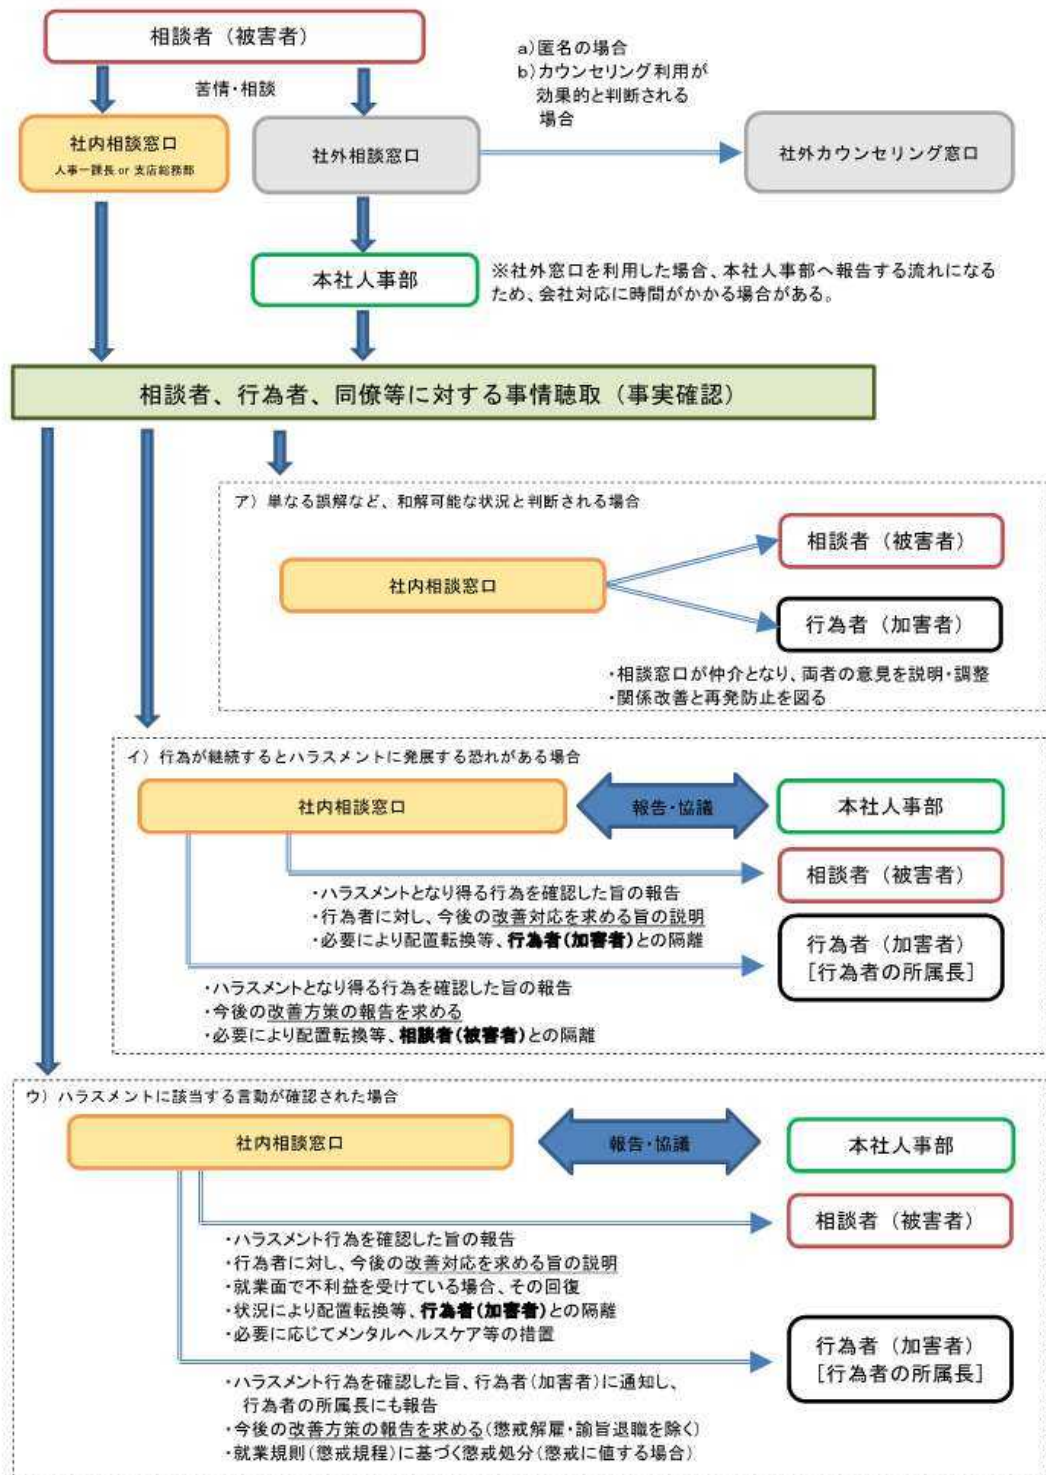 相談者（被害者）
苦情・相談
a)匿名の場合
b)カウンセリング利用が
効果的と判断される
場合
社内相談窓口
人事一課長 or 支店総務部
社外相談窓口
社外カウンセリング窓口
本社人事部
※社外窓口を利用した場合、本社人事部へ報告する流れになる
ため、会社対応に時間がかかる場合がある。
相談者、行為者、同僚等に対する事情聴取（事実確認）
ア）単なる誤解など、和解可能な状況と判断される場合
社内相談窓口
相談者（被害者）
行為者（加害者）
・相談窓口が仲介となり、両者の意見を説明・調整
・関係改善と再発防止を図る
イ）行為が継続するとハラスメントに発展する恐れがある場合
社内相談窓口
報告・協議
本社人事部
相談者（被害者）
・ハラスメントとなり得る行為を確認した旨の報告
・行為者に対し、今後の改善対応を求める旨の説明
・必要により配置転換等、行為者(加害者)との隔離
行為者（加害者）
［行為者の所属長］
・ハラスメントとなり得る行為を確認した旨の報告
・今後の改善方策の報告を求める
・必要により配置転換等、相談者(被害者)との隔離
ウ）ハラスメントに該当する言動が確認された場合
社内相談窓口
報告・協議
本社人事部
相談者（被害者）
・ハラスメント行為を確認した旨の報告
・行為者に対し、今後の改善対応を求める旨の説明
・就業面で不利益を受けている場合、その回復
・状況により配置転換等、行為者(加害者)との隔離
・必要に応じてメンタルヘルスケア等の措置
行為者（加害者）
［行為者の所属長］
・ハラスメント行為を確認した旨、行為者(加害者)に通知し、
行為者の所属長にも報告
・今後の改善方策の報告を求める(懲戒解雇・諭旨退職を除く)
・就業規則(懲戒規程)に基づく懲戒処分(懲戒に値する場合)